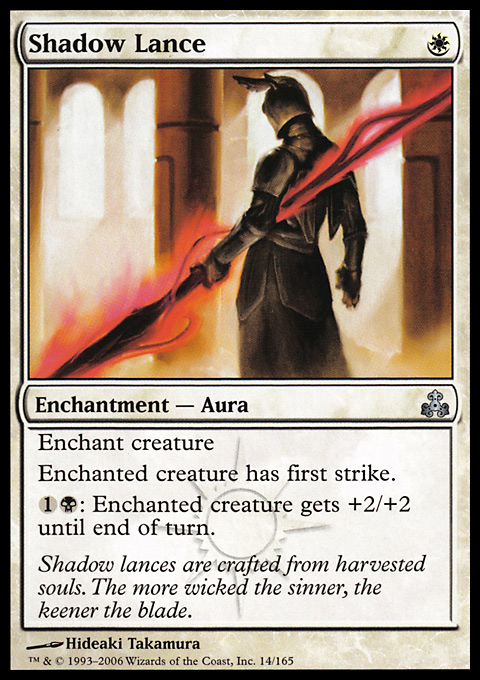 Shadow Lance
Enchantment — Aura
Enchant creature
Enchanted creature has first strike.
1: Enchanted creature gets +2/+2
until end of turn.
Shadow lances are crafted from harvested
souls. The more wicked the sinner, the
keener the blade.
Hideaki Takamura
™ & © 1993–2006 Wizards of the Coast, Inc. 14/165